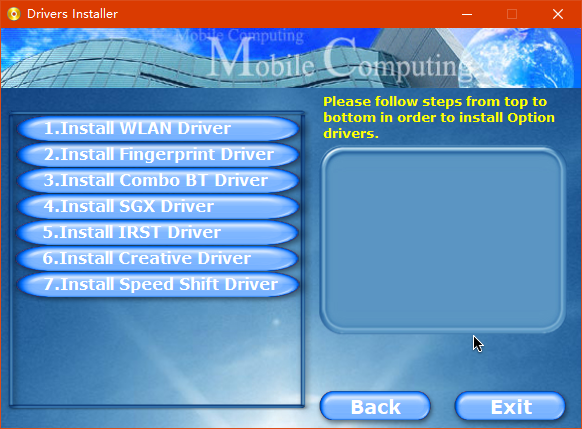 Drivers Installer
Mobile Computing
Mobile Computing
Please follow steps from top to
bottom in order to install Option
drivers.
1.Install WLAN Driver
2.Install Fingerprint Driver
3.Install Combo BT Driver
4.Install SGX Driver
5.Install IRST Driver
6.Install Creative Driver
7.Install Speed Shift Driver
Back
Exit